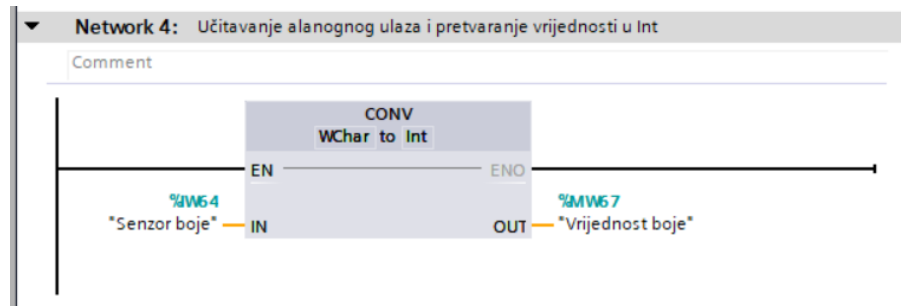 Network 4: Učitavanje alanognog ulaza i pretvaranje vrijednosti u Int
Comment
CONV
WChar to Int
EN ENO
%IW64 %MW67
"Senzor boje" IN OUT "Vrijednost boje"